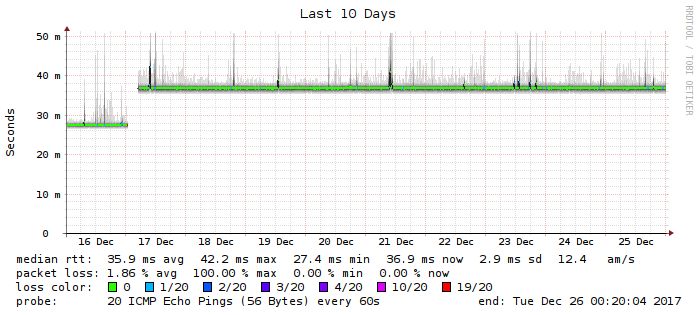 Last 10 Days
RRDTOOL / TOBI OETIKER
Seconds
50 m
40 m
30 m
20 m
10 m
0
16 Dec 17 Dec 18 Dec 19 Dec 20 Dec 21 Dec 22 Dec 23 Dec 24 Dec 25 Dec
median rtt: 35.9 ms avg 42.2 ms max 27.4 ms min 36.9 ms now 2.9 ms sd 12.4 am/s
packet loss: 1.86 % avg 100.00 % max 0.00 % min 0.00 % now
loss color: 0 1/20 2/20 3/20 4/20 10/20 19/20
probe: 20 ICMP Echo Pings (56 Bytes) every 60s end: Tue Dec 26 00:20:04 2017